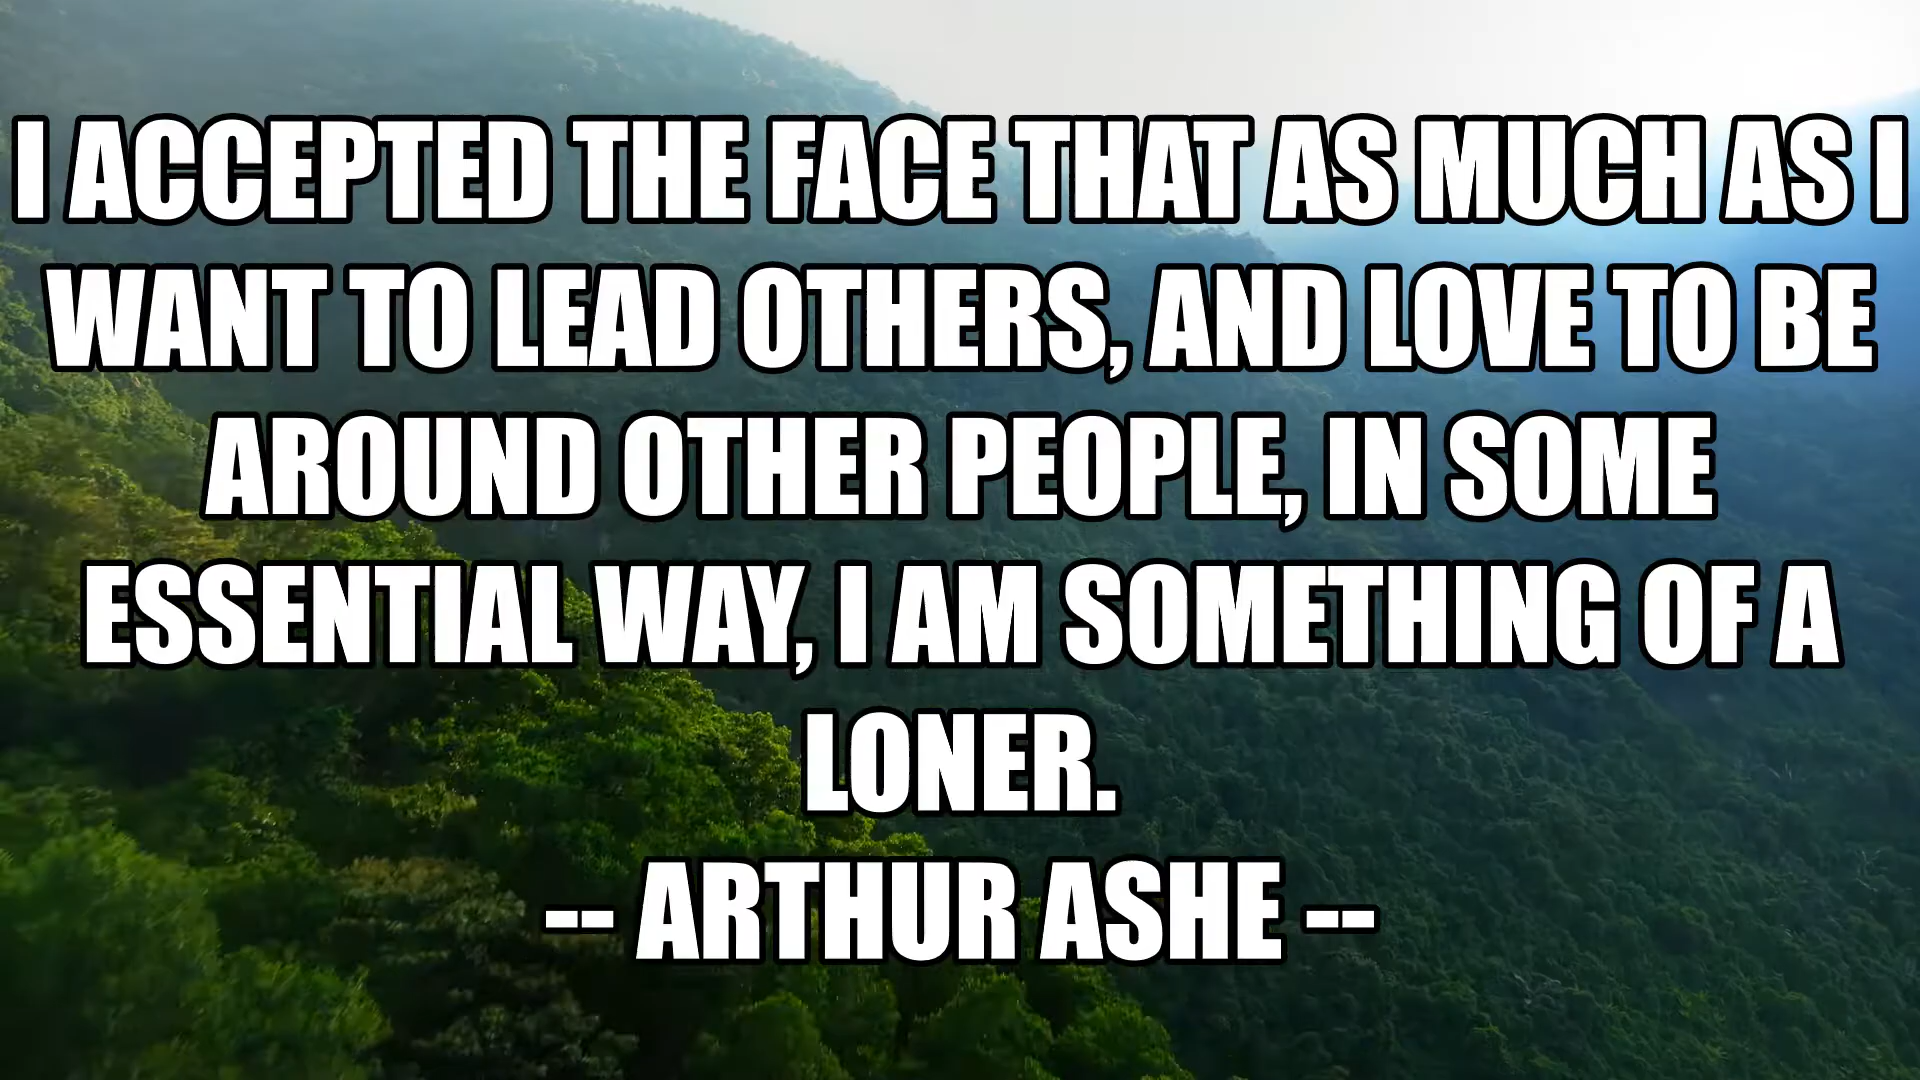 I ACCEPTED THE FACE THAT AS MUCH AS I
WANT TO LEAD OTHERS, AND LOVE TO BE
AROUND OTHER PEOPLE, IN SOME
ESSENTIAL WAY, I AM SOMETHING OF A
LONER.
-- ARTHUR ASHE --